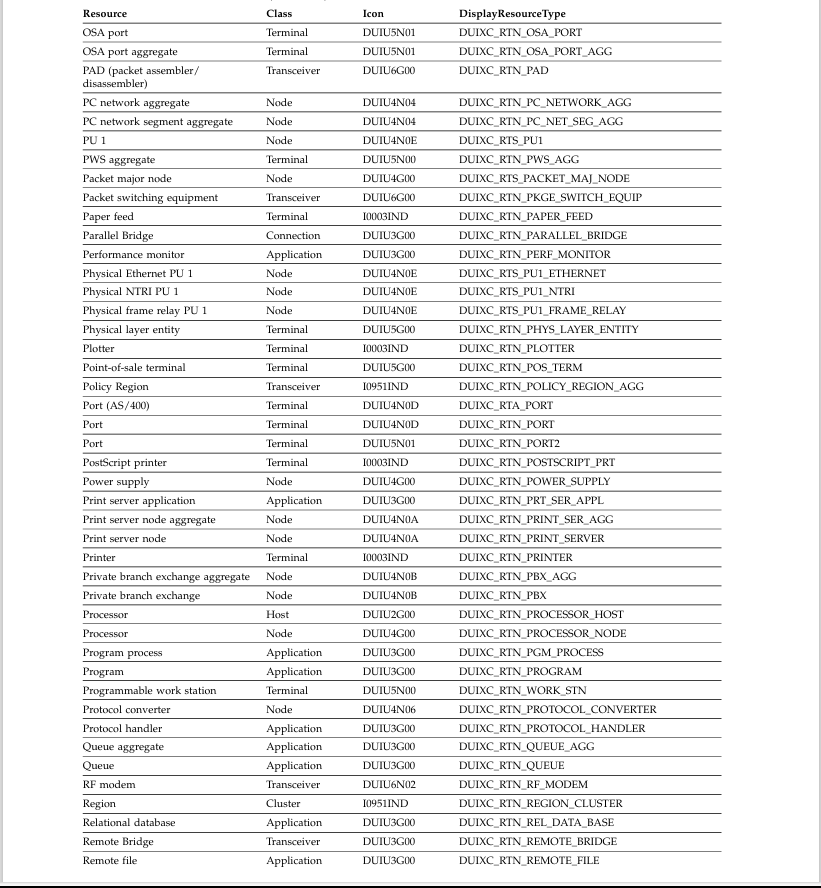 Resource Class Icon DisplayResourceType
OSA port Terminal DUIU5N01 DUIXC_RTN_OSA_PORT
OSA port aggregate Terminal DUIU5N01 DUIXC_RTN_OSA_PORT_AGG
PAD (packet assembler/ Transceiver DUIU6G00 DUIXC_RTN_PAD
disassembler)
PC network aggregate Node DUIU4N04 DUIXC_RTN_PC_NETWORK_AGG
PC network segment aggregate Node DUIU4N04 DUIXC_RTN_PC_NET_SEG_AGG
PU 1 Node DUIU4N0E DUIXC_RTS_PU1
PWS aggregate Terminal DUIU5N00 DUIXC_RTN_PWS_AGG
Packet major node Node DUIU4G00 DUIXC_RTS_PACKET_MAJ_NODE
Packet switching equipment Transceiver DUIU6G00 DUIXC_RTN_PKGE_SWITCH_EQUIP
Paper feed Terminal I0003IND DUIXC_RTN_PAPER_FEED
Parallel Bridge Connection DUIU3G00 DUIXC_RTN_PARALLEL_BRIDGE
Performance monitor Application DUIU3G00 DUIXC_RTN_PERF_MONITOR
Physical Ethernet PU 1 Node DUIU4N0E DUIXC_RTS_PU1_ETHERNET
Physical NTRI PU 1 Node DUIU4N0E DUIXC_RTS_PU1_NTRI
Physical frame relay PU 1 Node DUIU4N0E DUIXC_RTS_PU1_FRAME_RELAY
Physical layer entity Terminal DUIU5G00 DUIXC_RTN_PHYS_LAYER_ENTITY
Plotter Terminal I0003IND DUIXC_RTN_PLOTTER
Point-of-sale terminal Terminal DUIU5G00 DUIXC_RTN_POS_TERM
Policy Region Transceiver I0951IND DUIXC_RTN_POLICY_REGION_AGG
Port (AS/400) Terminal DUIU4N0D DUIXC_RTA_PORT
Port Terminal DUIU4N0D DUIXC_RTN_PORT
Port Terminal DUIU5N01 DUIXC_RTN_PORT2
PostScript printer Terminal I0003IND DUIXC_RTN_POSTSCRIPT_PRT
Power supply Node DUIU4G00 DUIXC_RTN_POWER_SUPPLY
Print server application Application DUIU3G00 DUIXC_RTN_PRT_SER_APPL
Print server node aggregate Node DUIU4N0A DUIXC_RTN_PRINT_SER_AGG
Print server node Node DUIU4N0A DUIXC_RTN_PRINT_SERVER
Printer Terminal I0003IND DUIXC_RTN_PRINTER
Private branch exchange aggregate Node DUIU4N0B DUIXC_RTN_PBX_AGG
Private branch exchange Node DUIU4N0B DUIXC_RTN_PBX
Processor Host DUIU2G00 DUIXC_RTN_PROCESSOR_HOST
Processor Node DUIU4G00 DUIXC_RTN_PROCESSOR_NODE
Program process Application DUIU3G00 DUIXC_RTN_PGM_PROCESS
Program Application DUIU3G00 DUIXC_RTN_PROGRAM
Programmable work station Terminal DUIU5N00 DUIXC_RTN_WORK_STN
Protocol converter Node DUIU4N06 DUIXC_RTN_PROTOCOL_CONVERTER
Protocol handler Application DUIU3G00 DUIXC_RTN_PROTOCOL_HANDLER
Queue aggregate Application DUIU3G00 DUIXC_RTN_QUEUE_AGG
Queue Application DUIU3G00 DUIXC_RTN_QUEUE
RF modem Transceiver DUIU6N02 DUIXC_RTN_RF_MODEM
Region Cluster I0951IND DUIXC_RTN_REGION_CLUSTER
Relational database Application DUIU3G00 DUIXC_RTN_REL_DATA_BASE
Remote Bridge Transceiver DUIU3G00 DUIXC_RTN_REMOTE_BRIDGE
Remote file Application DUIU3G00 DUIXC_RTN_REMOTE_FILE